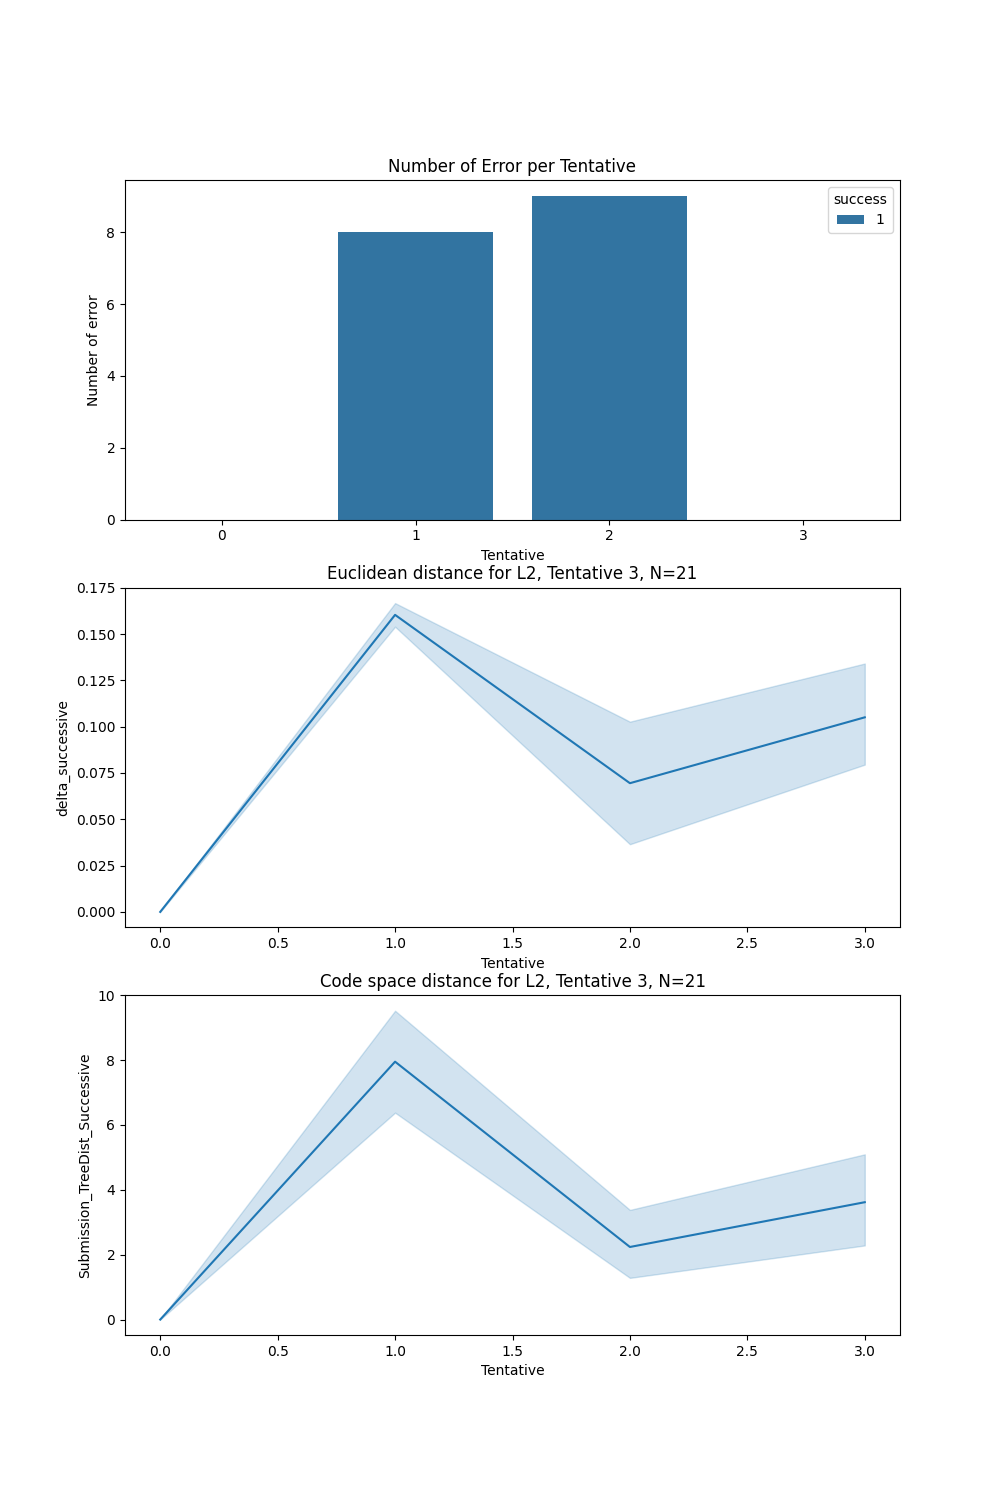 Number of Error per Tentative
success
1
8
6
4
2
0
Number of error
0 1 2 3
Tentative
Euclidean distance for L2, Tentative 3, N=21
0.175
0.150
0.125
0.100
0.075
0.050
0.025
0.000
delta_successive
0.0 0.5 1.0 1.5 2.0 2.5 3.0
Tentative
Code space distance for L2, Tentative 3, N=21
10
8
6
4
2
0
Submission_TreeDist_Successive
0.0 0.5 1.0 1.5 2.0 2.5 3.0
Tentative